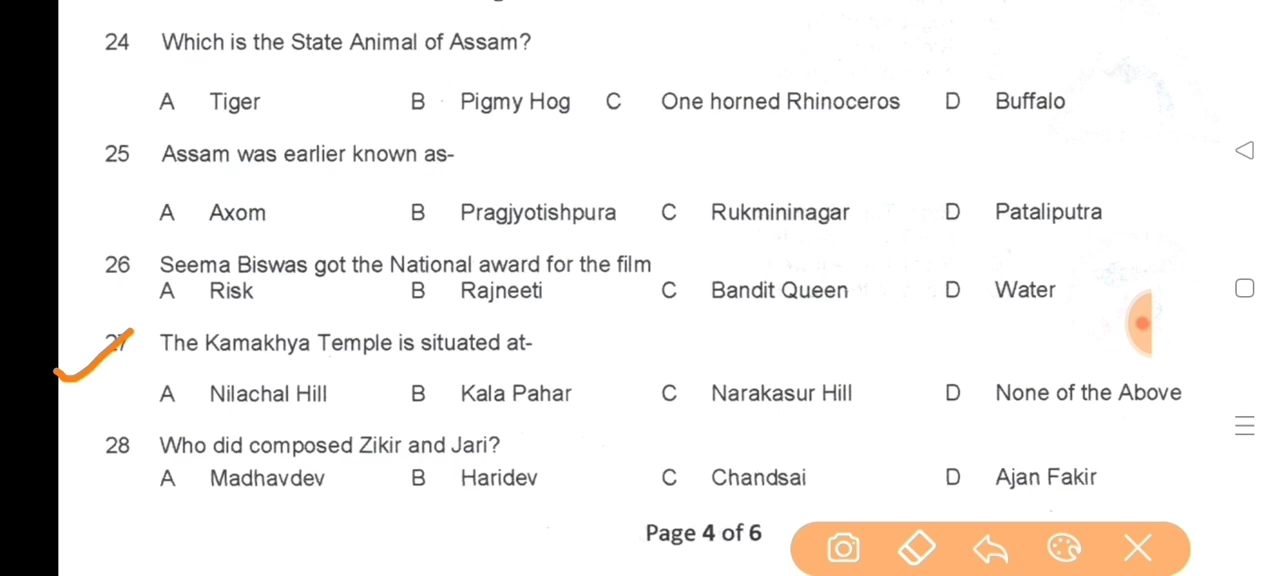 24 Which is the State Animal of Assam?
A Tiger B Pigmy Hog C One horned Rhinoceros D Buffalo
25 Assam was earlier known as-
A Axom B Pragjyotishpura C Rukmininagar D Pataliputra
26 Seema Biswas got the National award for the film
A Risk B Rajneeti C Bandit Queen D Water
27 The Kamakhya Temple is situated at-
A Nilachal Hill B Kala Pahar C Narakasur Hill D None of the Above
28 Who did composed Zikir and Jari?
A Madhavdev B Haridev C Chandsai D Ajan Fakir
Page 4 of 6